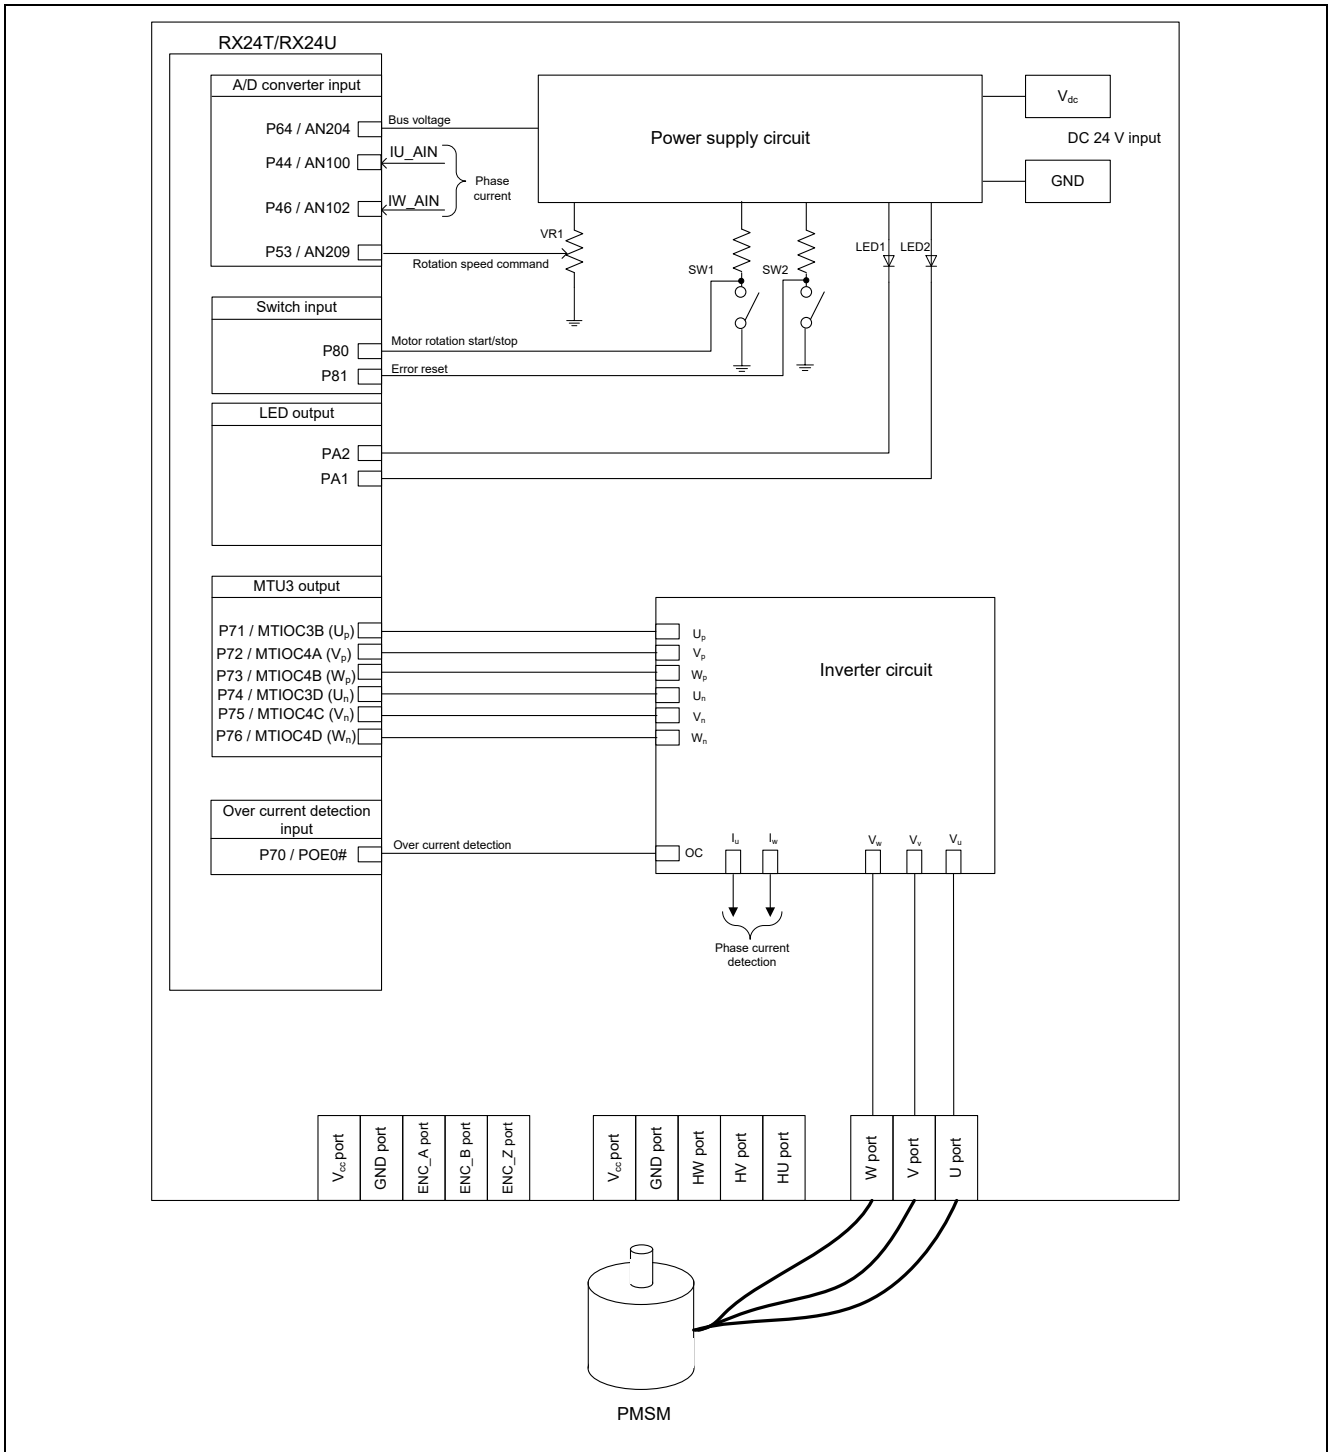 RX24T/RX24U
A/D converter input
P64 / AN204
Bus voltage
P44 / AN100
IU_AIN
Phase
current
P46 / AN102
IW_AIN
P53 / AN209
Rotation speed command
VR1
Power supply circuit
Vdc
DC 24 V input
GND
SW1
SW2
LED1
LED2
Switch input
P80
Motor rotation start/stop
P81
Error reset
LED output
PA2
PA1
MTU3 output
P71 / MTIOC3B (Up)
P72 / MTIOC4A (Vp)
P73 / MTIOC4B (Wp)
P74 / MTIOC3D (Un)
P75 / MTIOC4C (Vn)
P76 / MTIOC4D (Wn)
Up
Vp
Wp
Un
Vn
Wn
Inverter circuit
Over current detection
input
P70 / POE0#
Over current detection
OC
Iu
Iw
Vw
Vv
Vu
Phase current
detection
Vcc port
GND port
ENC_A port
ENC_B port
ENC_Z port
Vcc port
GND port
HW port
HV port
HU port
W port
V port
U port
PMSM